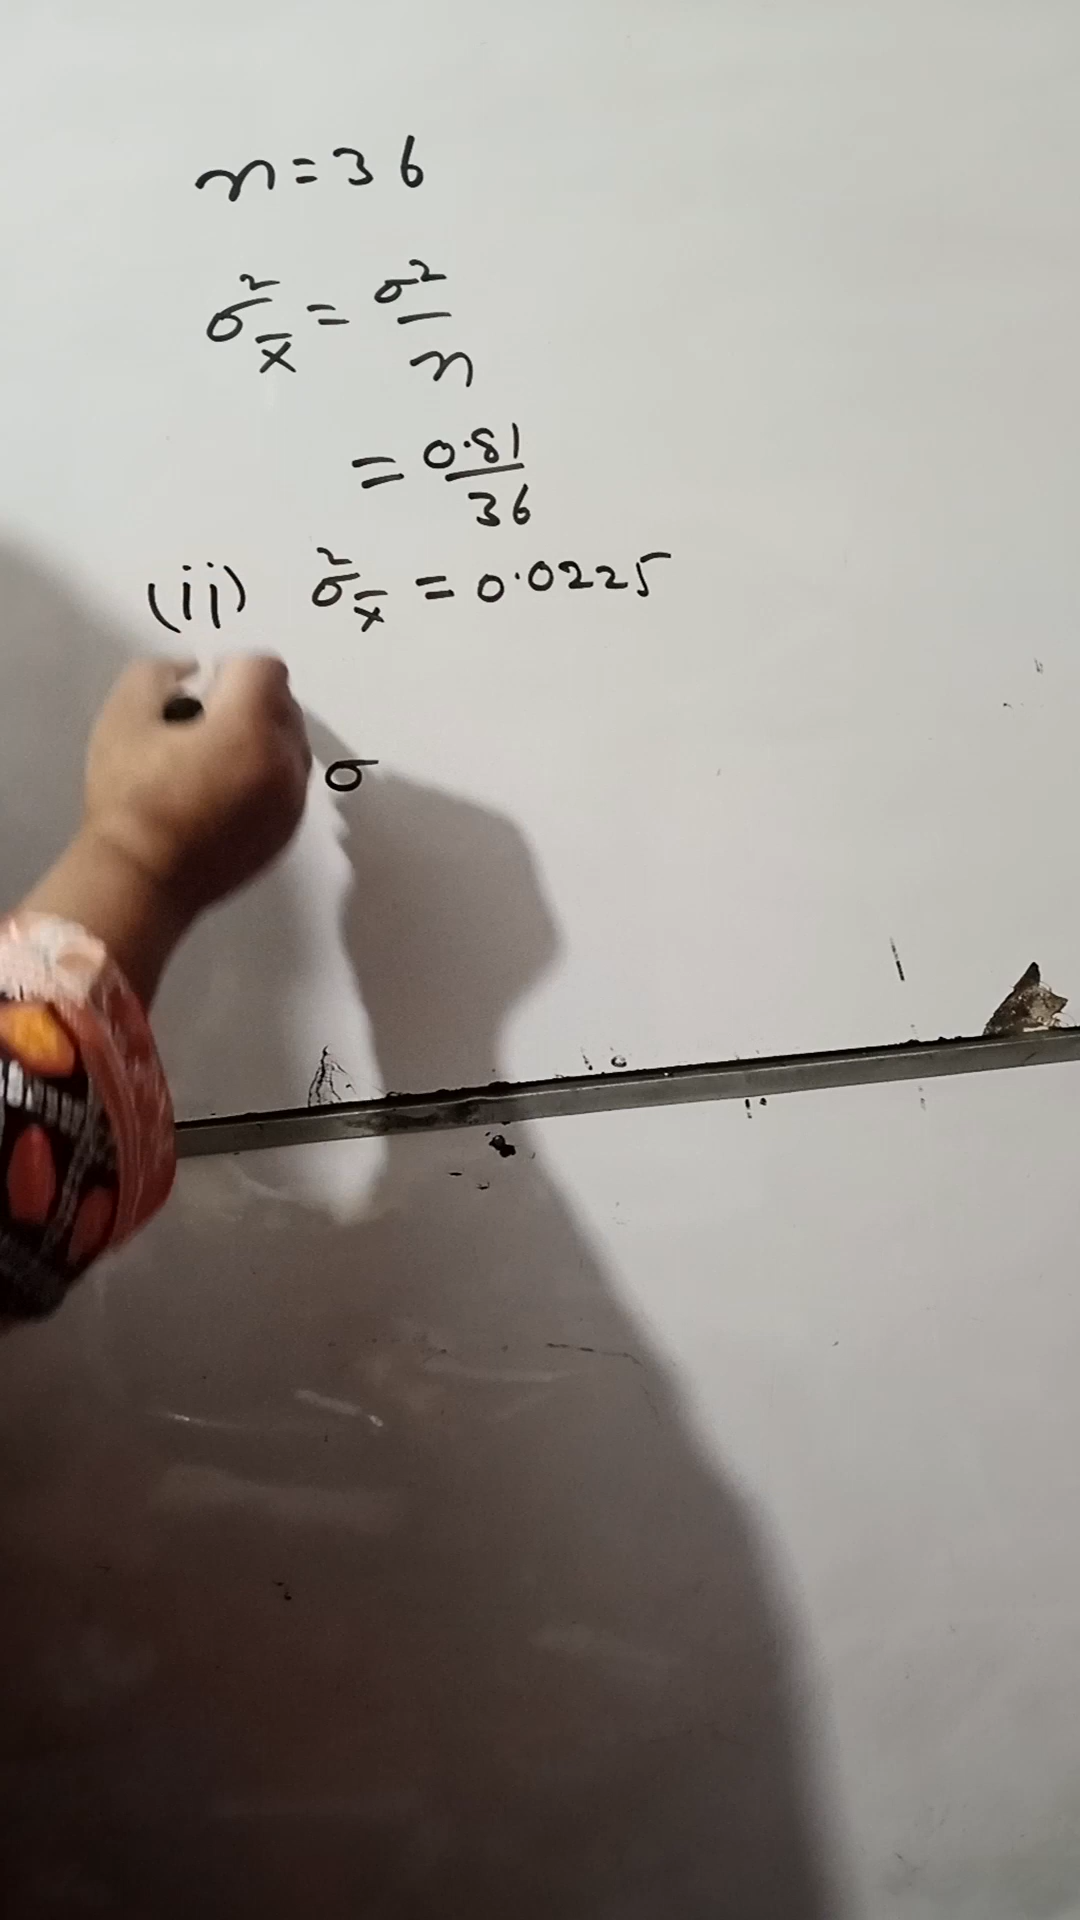 n=36
σ²x̄ = σ²/n
= 0.81/36
(ii) σ²x̄ = 0.0225
σ